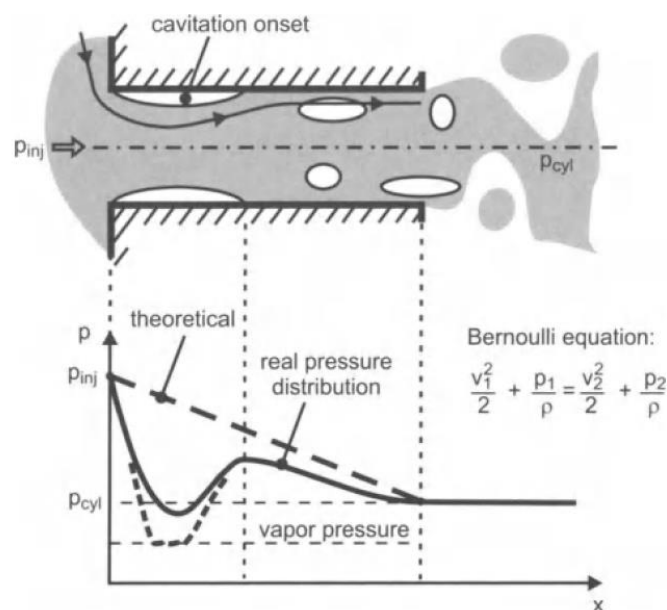 cavitation onset
p_inj
p_cyl
p
theoretical
p_inj
real pressure
distribution
Bernoulli equation:
v₁²/2 + p₁/ρ = v₂²/2 + p₂/ρ
p_cyl
vapor pressure
x